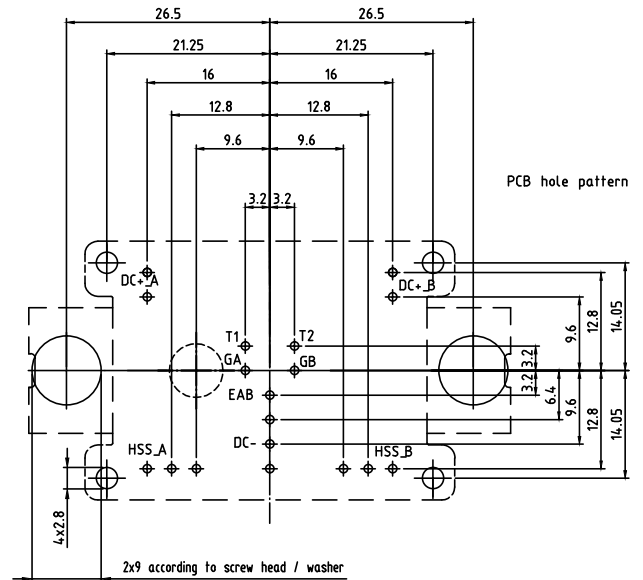 26.5 26.5
21.25 21.25
16 16
12.8 12.8
9.6 9.6
3.2 3.2
PCB hole pattern
DC+_A DC+_B
T1 T2
GA GB
EAB
DC-
HSS_A HSS_B
3.2
3.2
6.4
9.6
9.6
12.8
12.8
14.05
14.05
4x2.8
2x9 according to screw head / washer